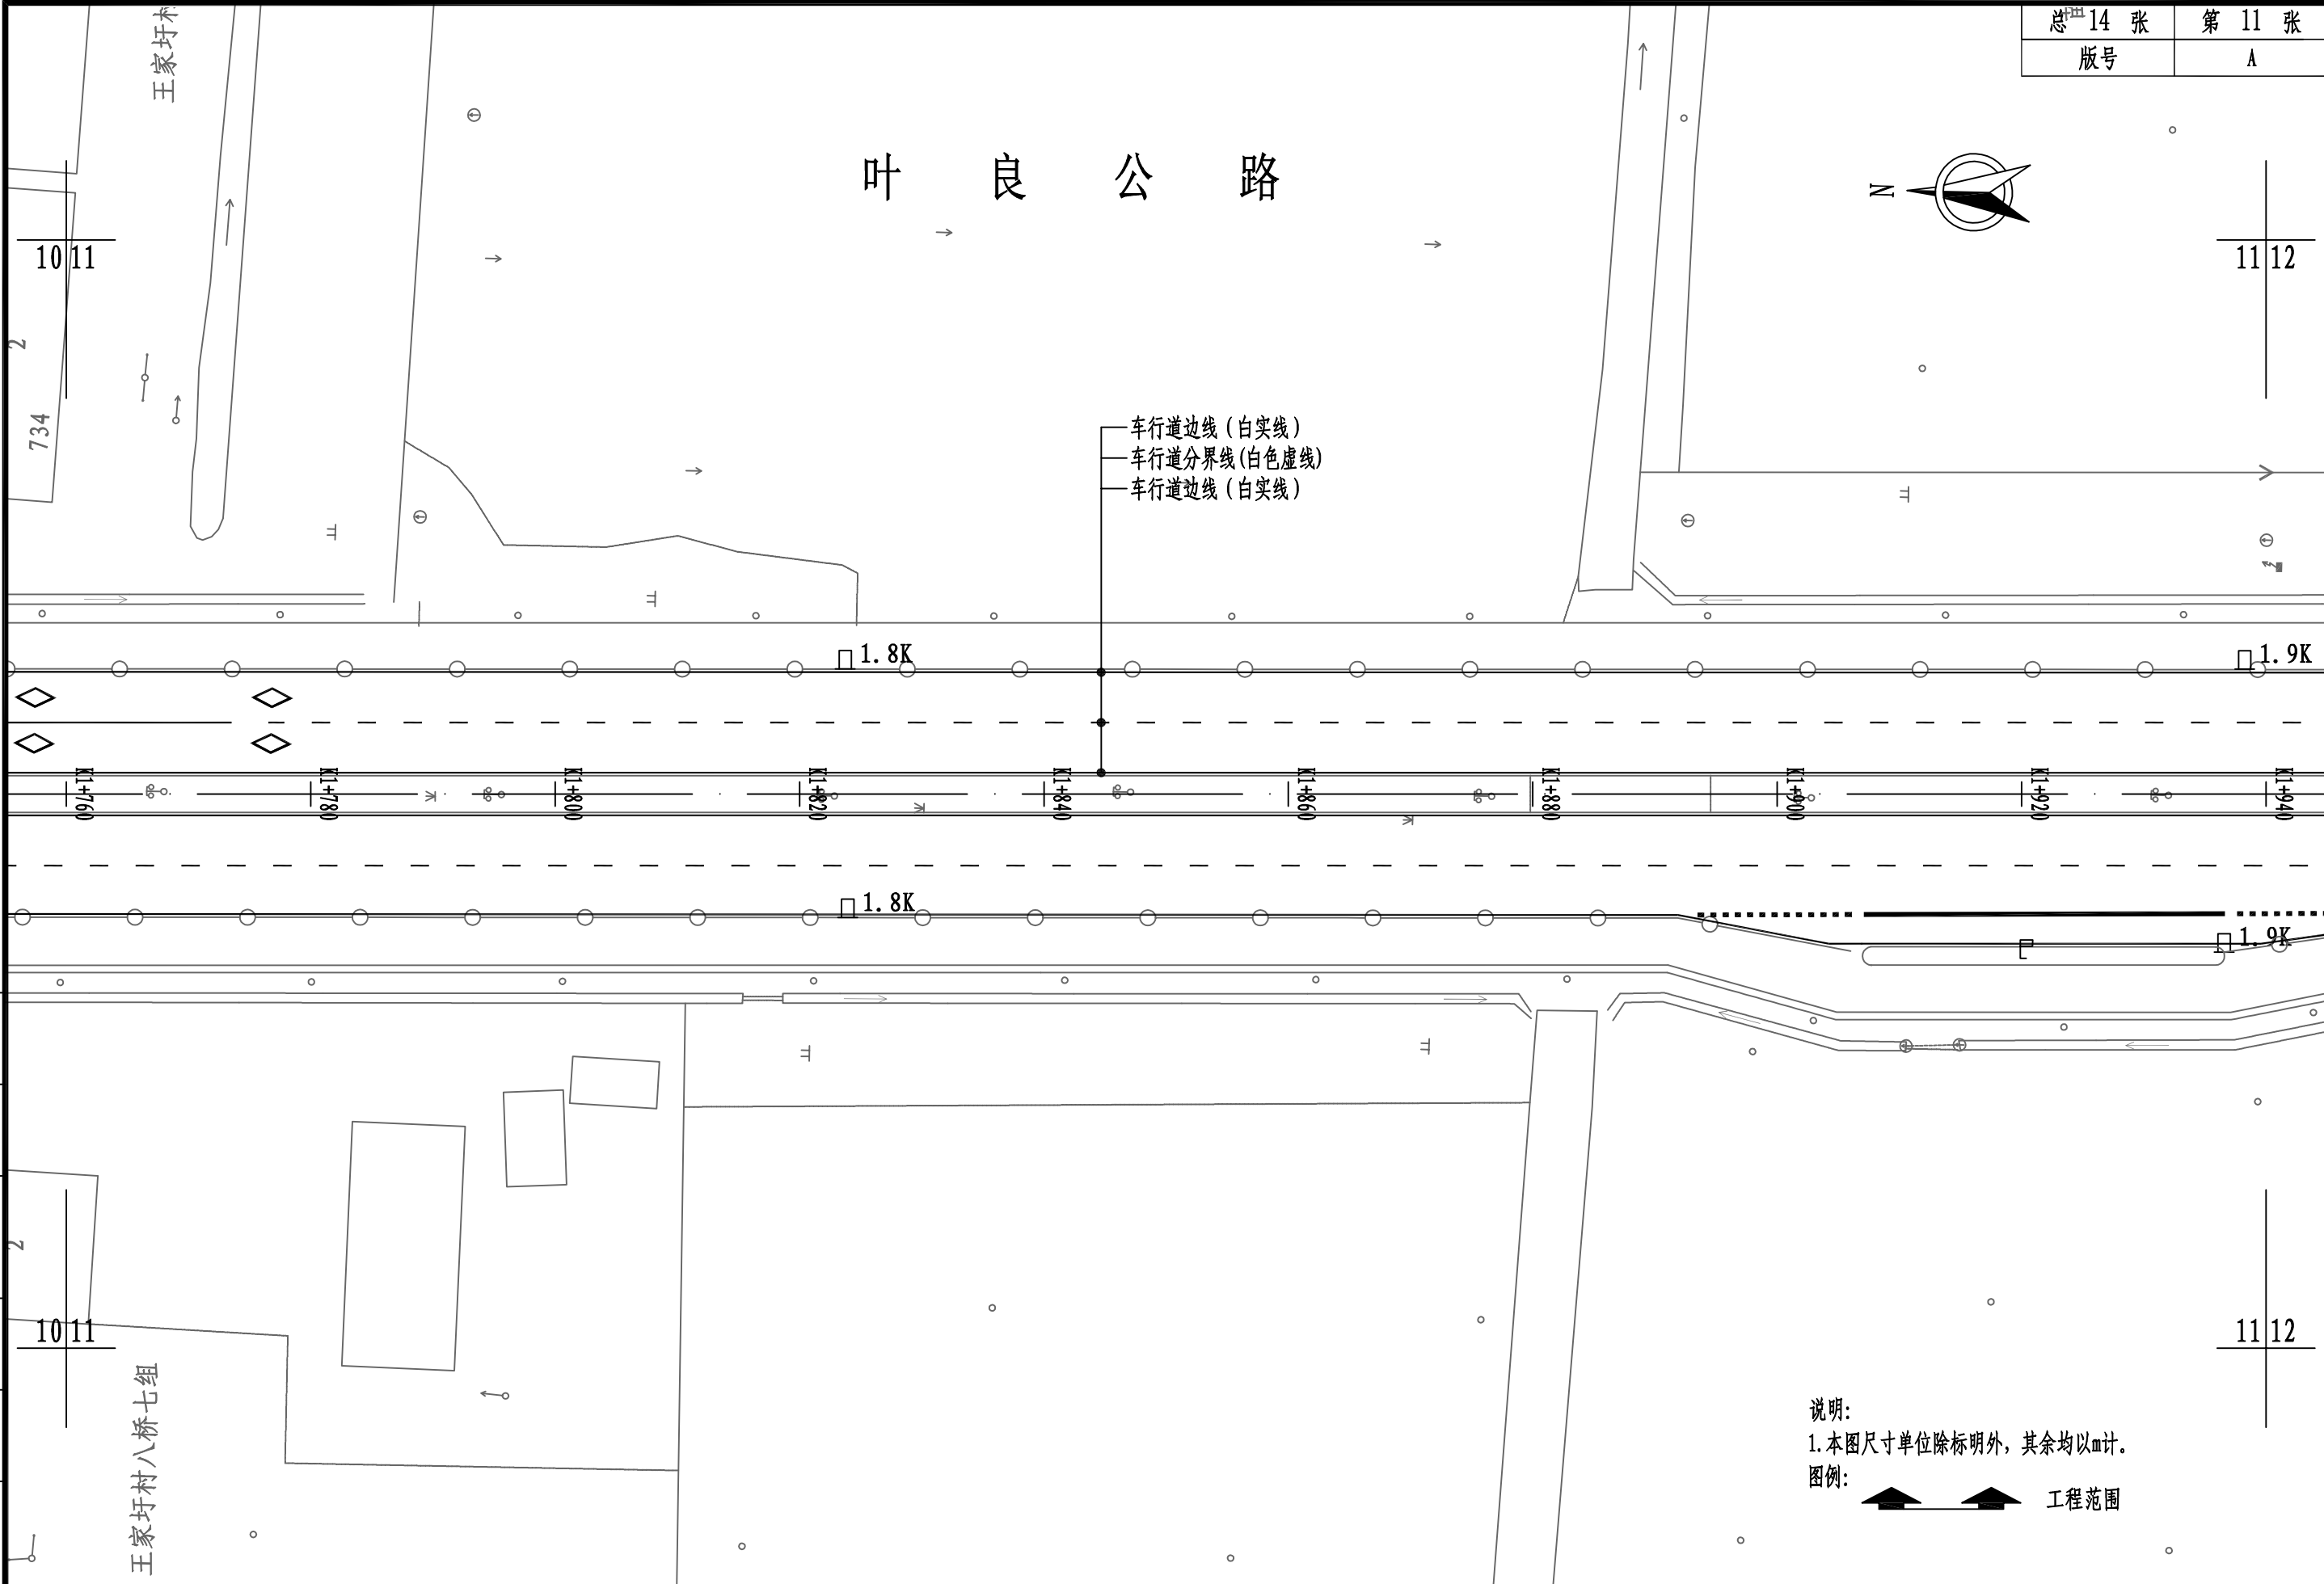 总 14 张 第 11 张
版号 A
王家圩村
叶良公路
N
10 11
11 12
2
734
车行道边线（白实线）
车行道分界线(白色虚线)
车行道边线（白实线）
1.8K
1.9K
K1+760
K1+780
K1+800
K1+820
K1+840
K1+860
K1+880
K1+900
K1+920
K1+940
1.8K
1.9K
2
10 11
11 12
王家圩村八桥七组
说明:
1.本图尺寸单位除标明外，其余均以m计。
图例:
工程范围